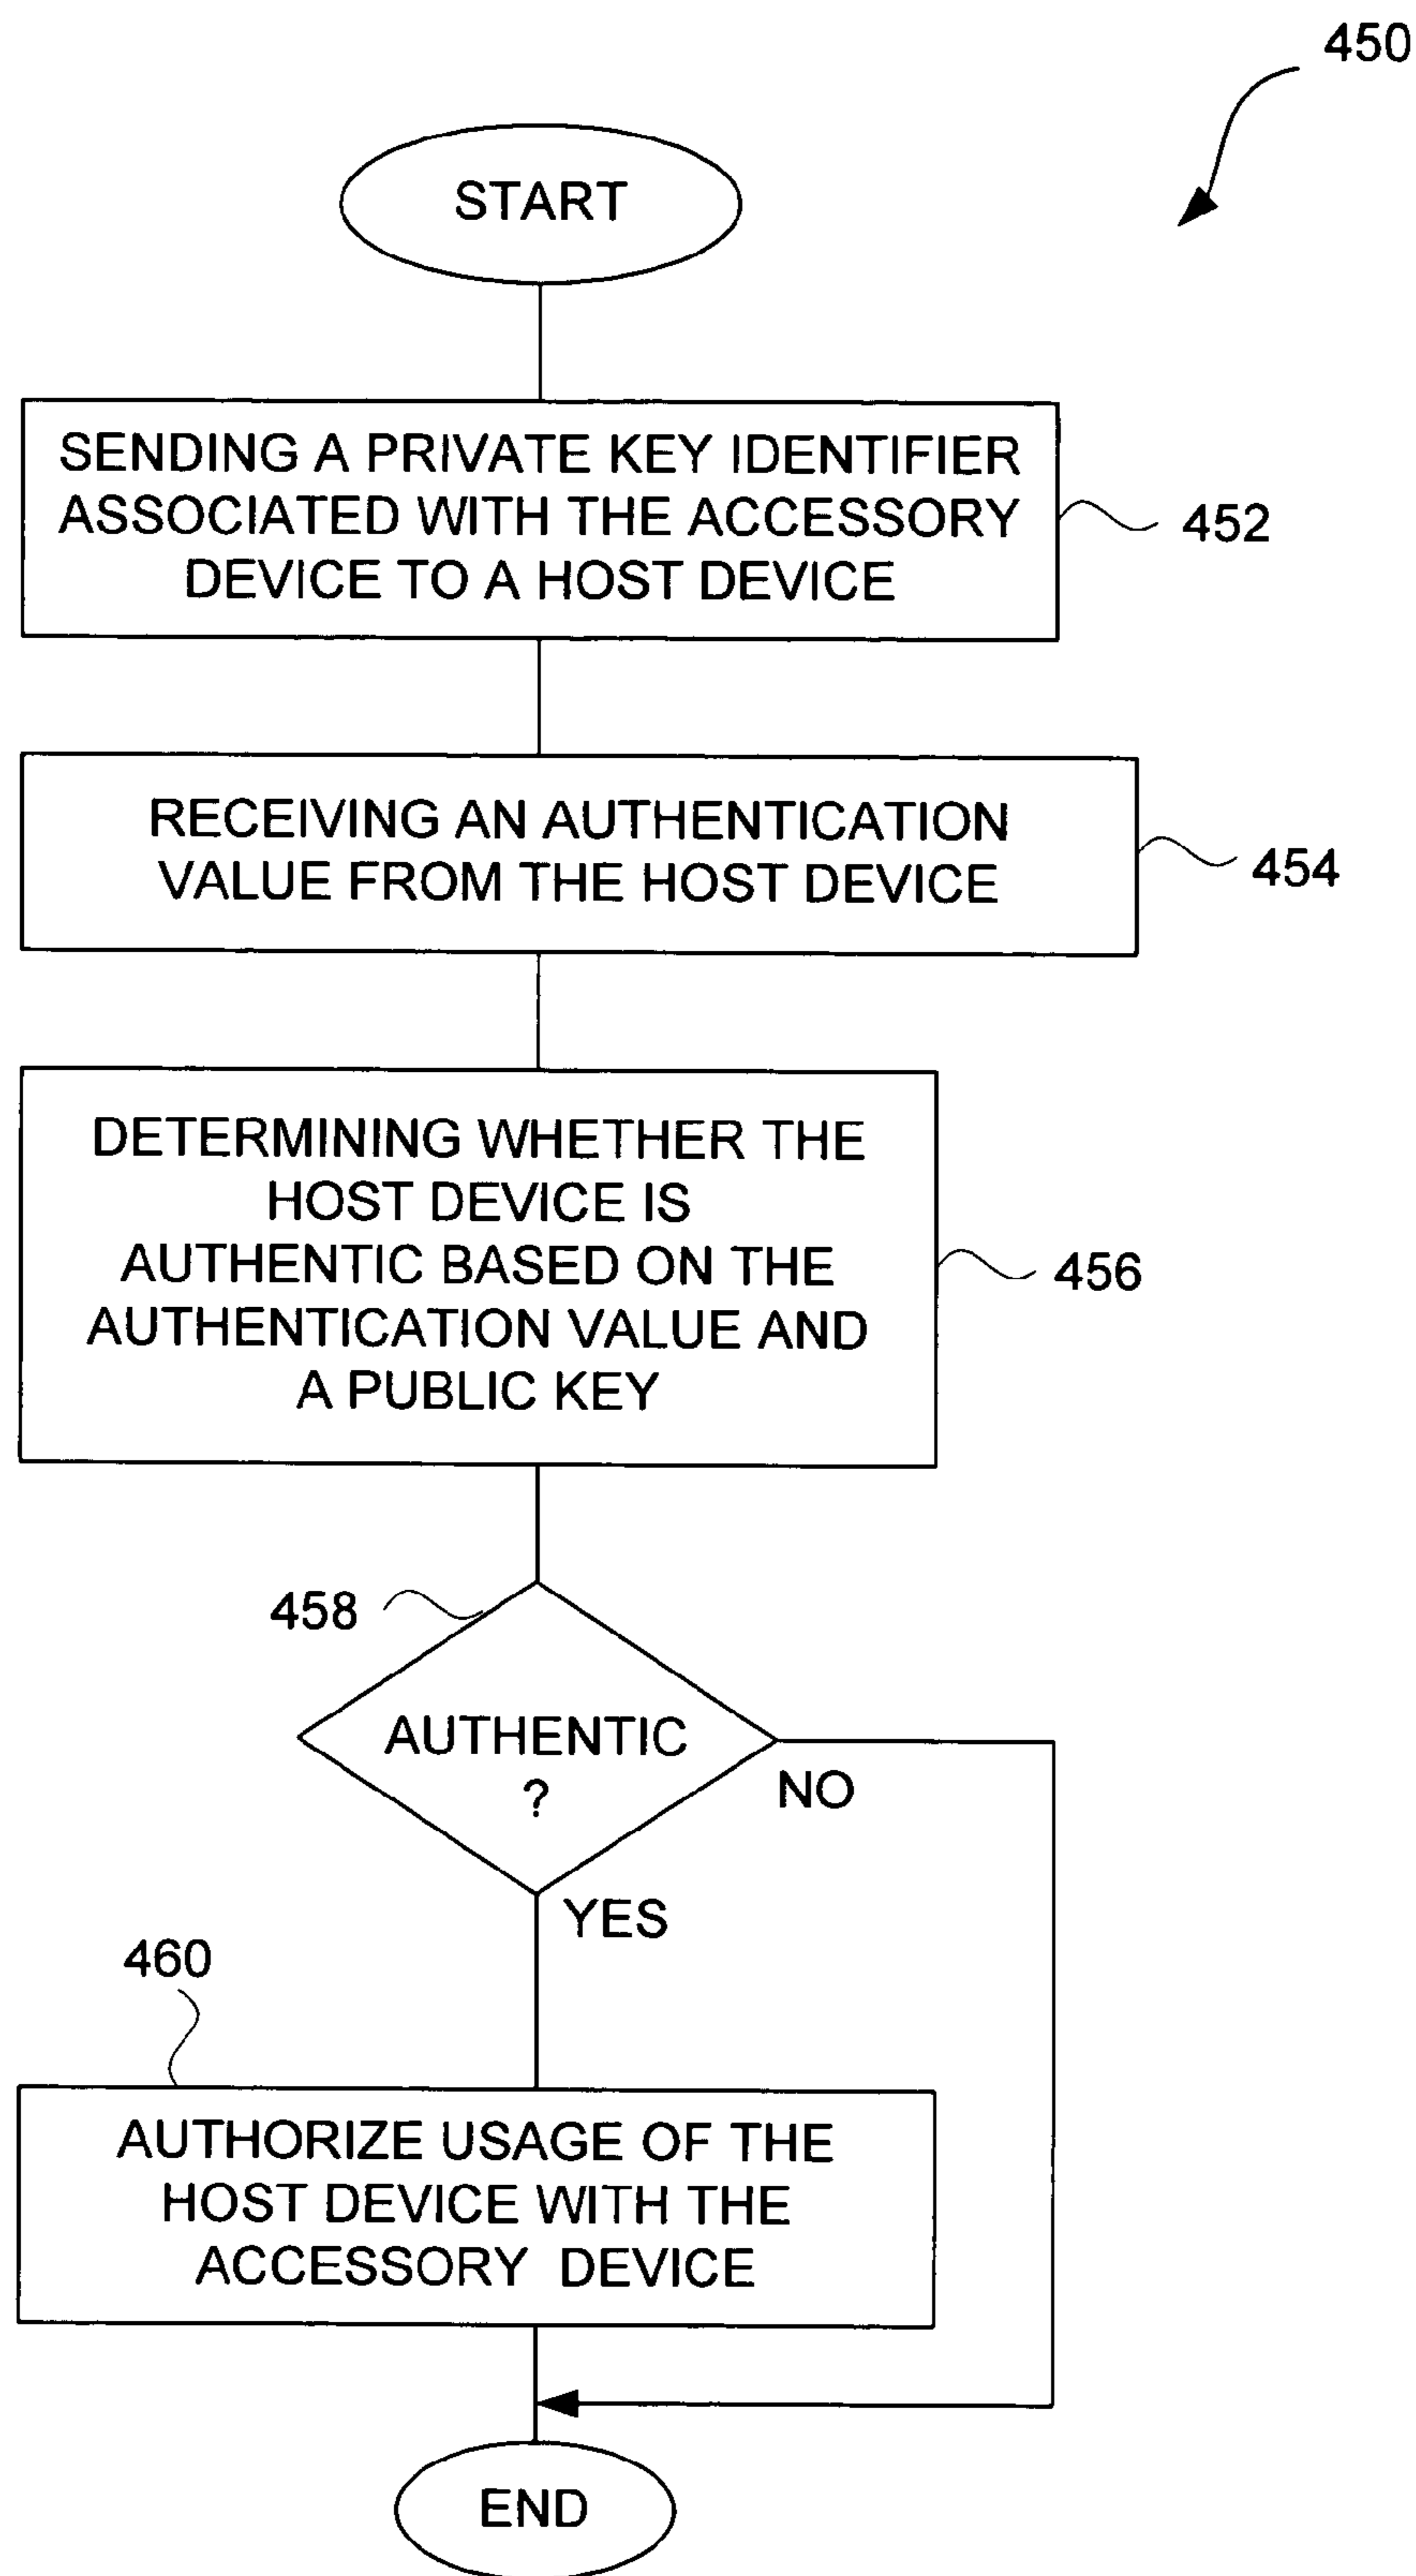 450
START
SENDING A PRIVATE KEY IDENTIFIER
ASSOCIATED WITH THE ACCESSORY
DEVICE TO A HOST DEVICE
452
RECEIVING AN AUTHENTICATION
VALUE FROM THE HOST DEVICE
454
DETERMINING WHETHER THE
HOST DEVICE IS
AUTHENTIC BASED ON THE
AUTHENTICATION VALUE AND
A PUBLIC KEY
456
458
AUTHENTIC
?
NO
YES
460
AUTHORIZE USAGE OF THE
HOST DEVICE WITH THE
ACCESSORY DEVICE
END